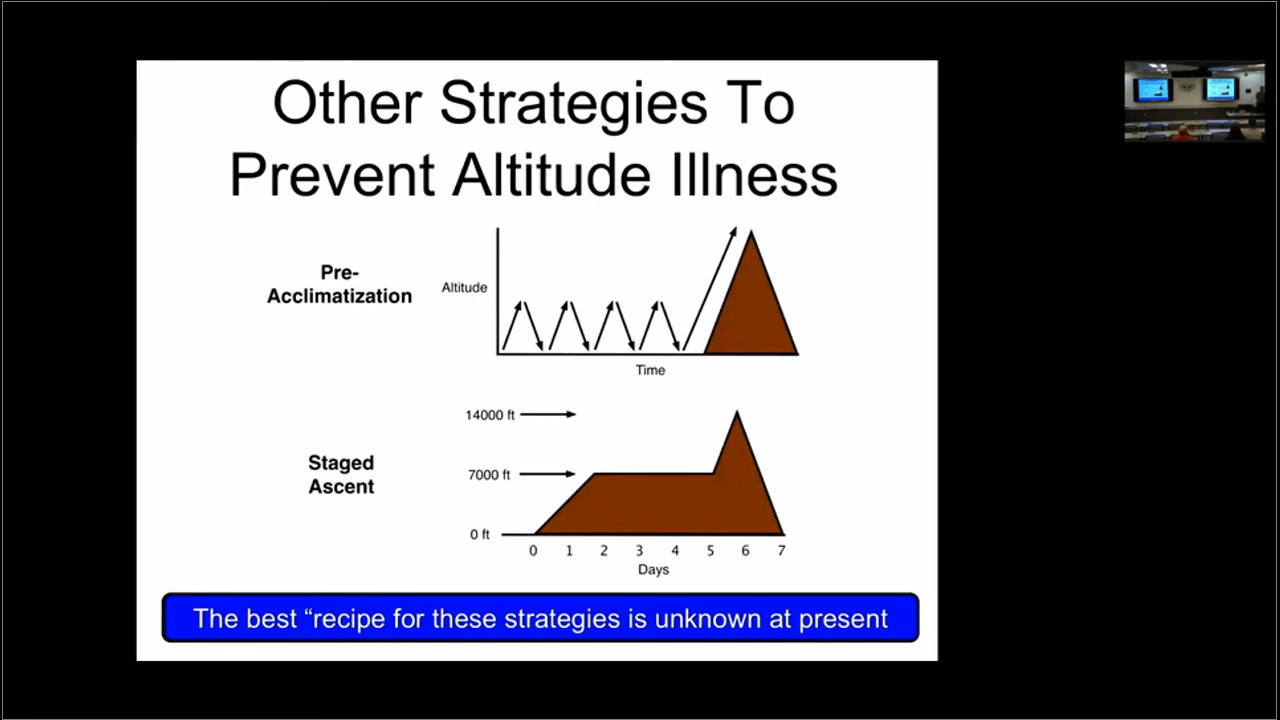 Other Strategies To
Prevent Altitude Illness
Pre-
Acclimatization
Altitude
Time
14000 ft
Staged
Ascent
7000 ft
0 ft
0 1 2 3 4 5 6 7
Days
The best “recipe for these strategies is unknown at present